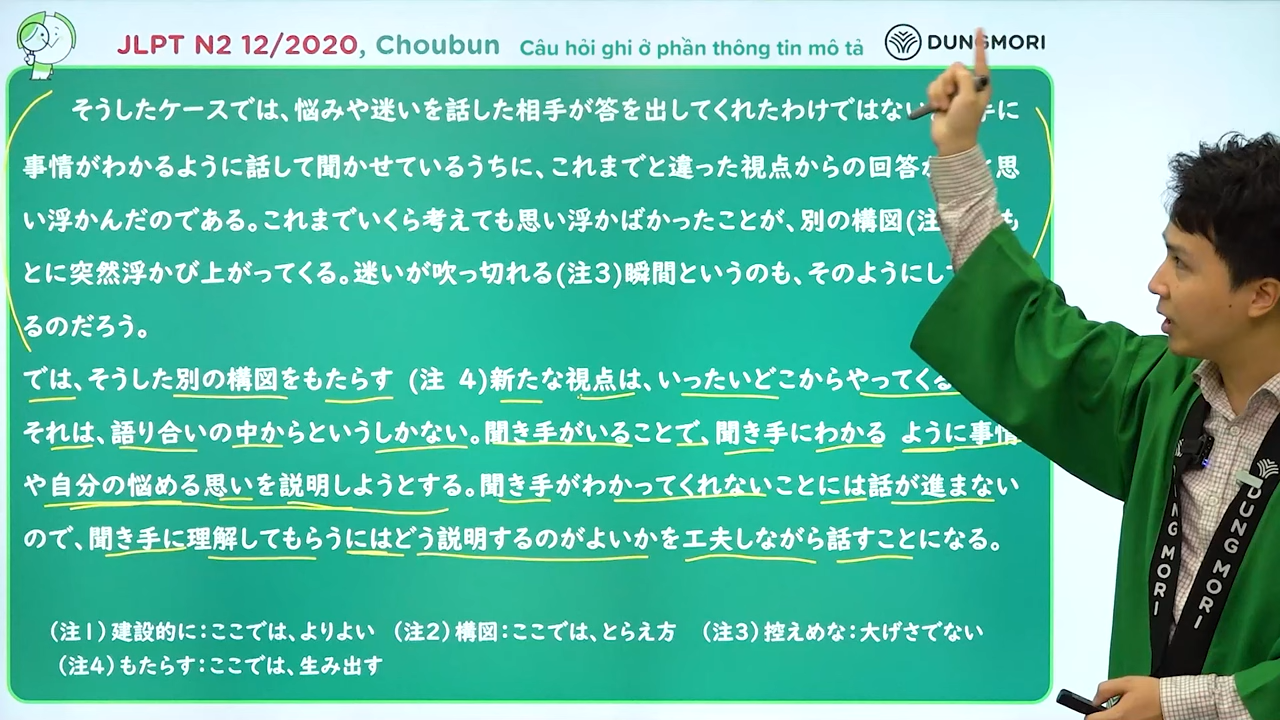 JLPT N2 12/2020, Choubun Câu hỏi ghi ở phần thông tin mô tả DUNGMORI
そうしたケースでは、悩みや迷いを話した相手が答を出してくれたわけではない 手に
事情がわかるように話して聞かせているうちに、これまでと違った視点からの回答が と思
い浮かんだのである。これまでいくら考えても思い浮かばかったことが、別の構図(注 も
とに突然浮かび上がってくる。迷いが吹っ切れる(注3)瞬間というのも、そのようにし
るのだろう。
では、そうした別の構図をもたらす (注 4)新たな視点は、いったいどこからやってくる
それは、語り合いの中からというしかない。聞き手がいることで、聞き手にわかる ように事情
や自分の悩める思いを説明しようとする。聞き手がわかってくれないことには話が進まない
ので、聞き手に理解してもらうにはどう説明するのがよいかを工夫しながら話すことになる。
(注1)建設的に:ここでは、よりよい (注2)構図:ここでは、とらえ方 (注3)控えめな:大げさでない
(注4)もたらす:ここでは、生み出す
DUNG MORI
DUNG MORI